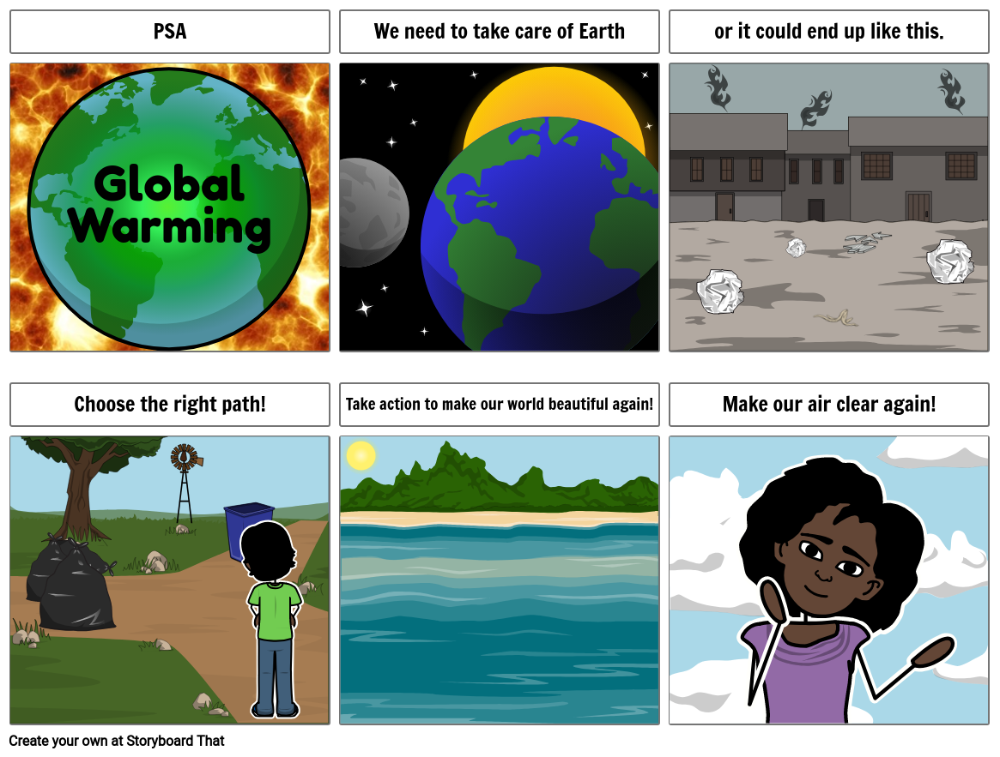 PSA
We need to take care of Earth
or it could end up like this.
Global
Warming
Choose the right path!
Take action to make our world beautiful again!
Make our air clear again!
Create your own at Storyboard That